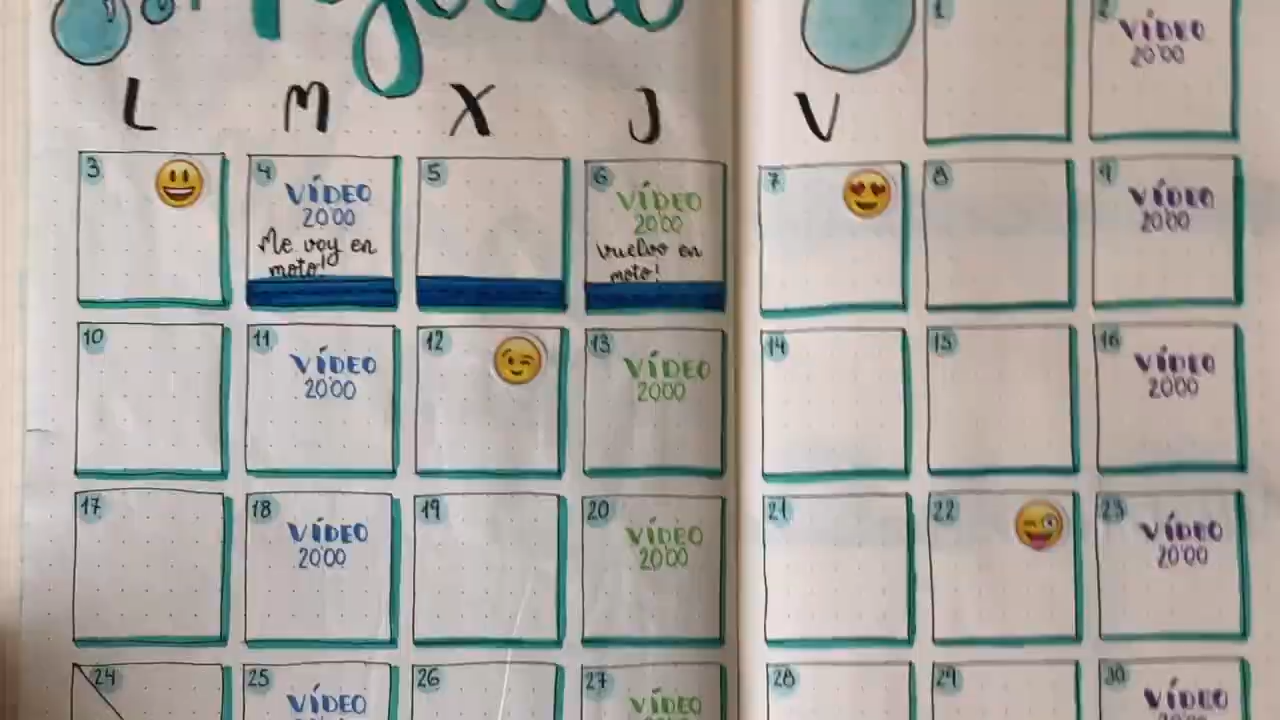 Agosto
L M X J V
1 2
VÍDEO
20'00
3 4 5 6 7 8 9
VÍDEO
20'00
Me voy en
moto!
VÍDEO
20'00
Vuelvo en
moto!
VÍDEO
20'00
10 11 12 13 14 15 16
VÍDEO
20'00
VÍDEO
20'00
VÍDEO
20'00
17 18 19 20 21 22 23
VÍDEO
20'00
VÍDEO
20'00
VÍDEO
20'00
24 25 26 27 28 29 30
VÍDEO
VÍDEO
VÍDEO